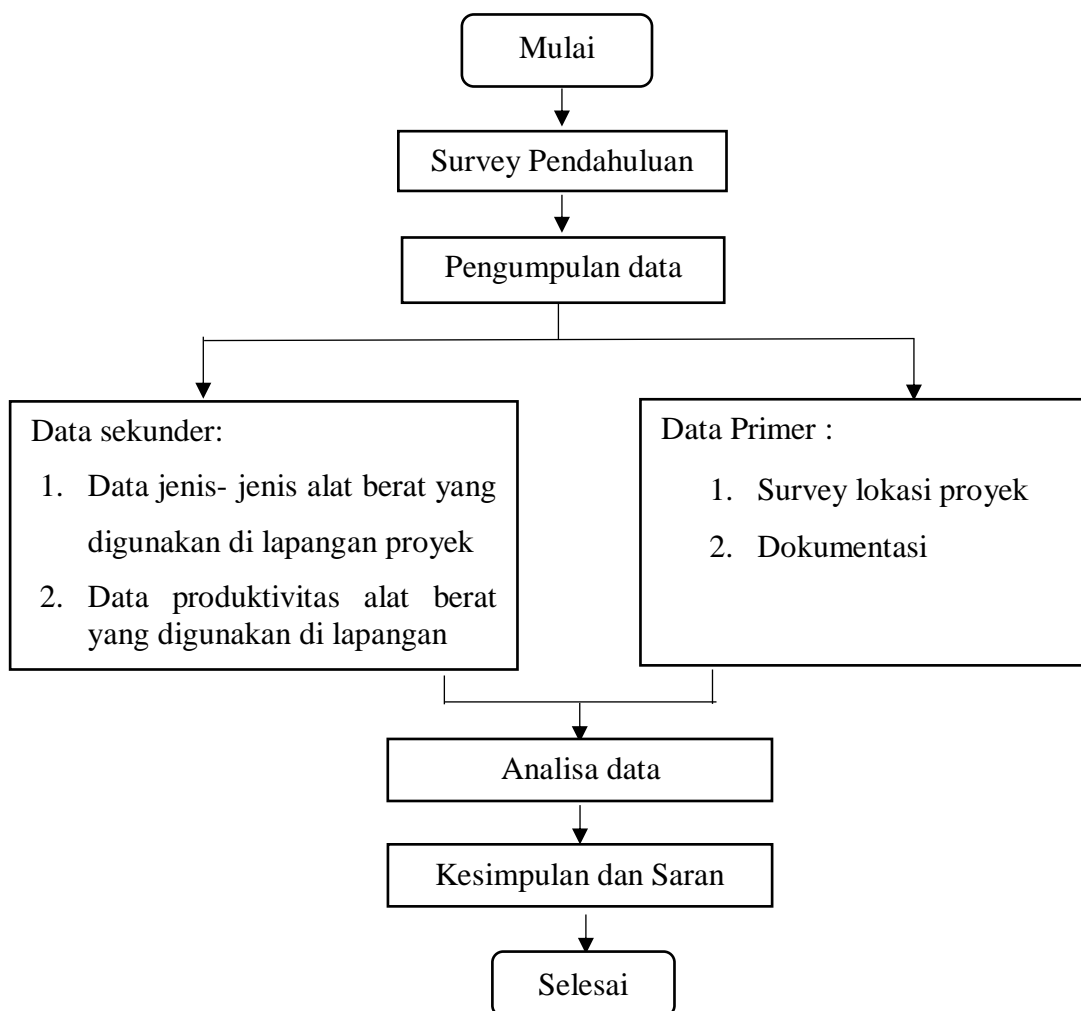 Mulai
Survey Pendahuluan
Pengumpulan data
Data sekunder:
1. Data jenis- jenis alat berat yang
digunakan di lapangan proyek
2. Data produktivitas alat berat
yang digunakan di lapangan
Data Primer :
1. Survey lokasi proyek
2. Dokumentasi
Analisa data
Kesimpulan dan Saran
Selesai